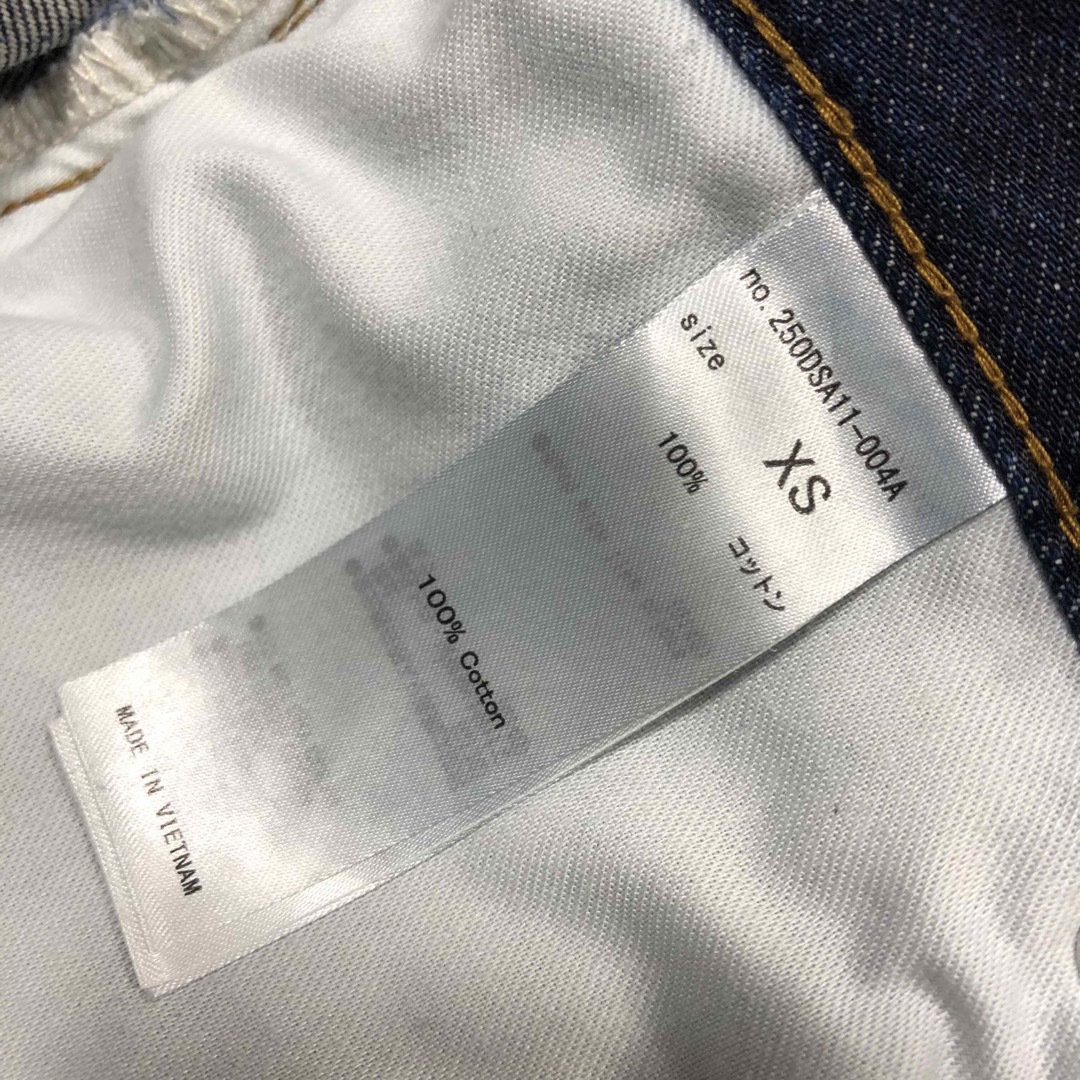 no. 250DSA11-004A
size XS
100% コットン
100% Cotton
MADE IN VIETNAM